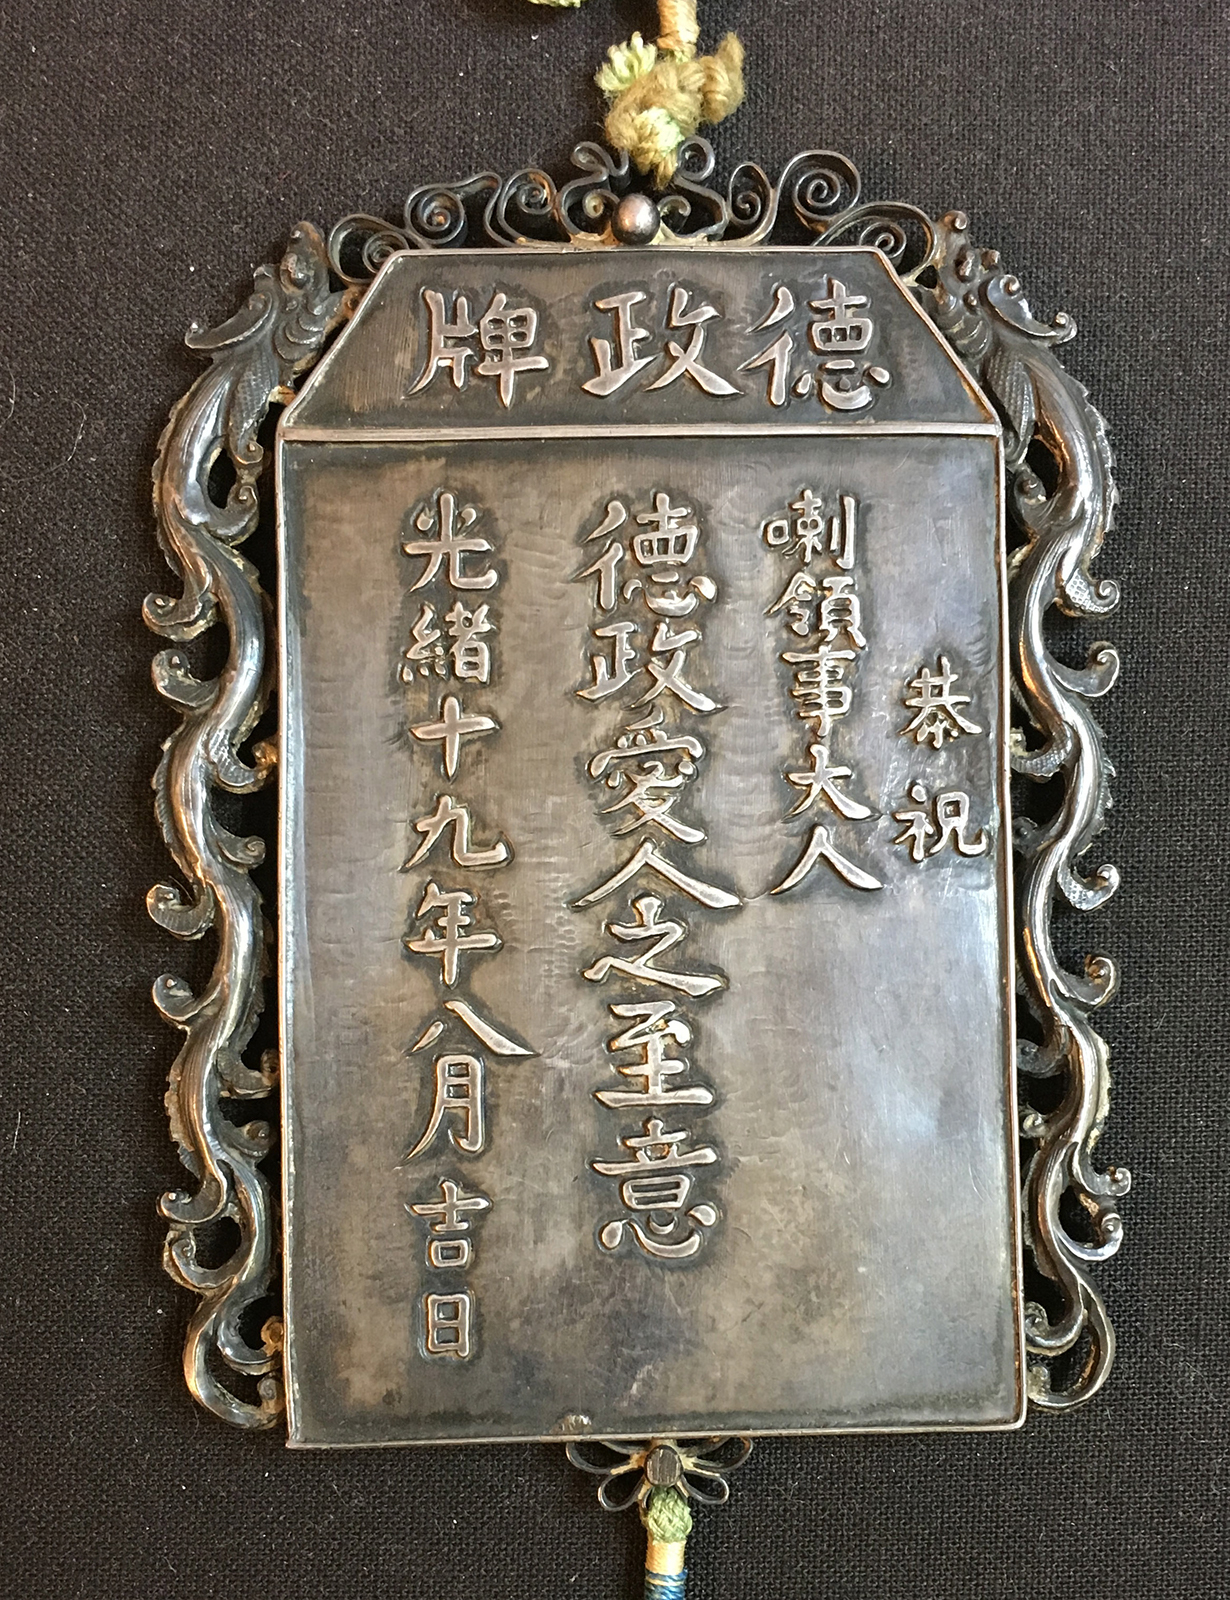 德政牌
恭祝
喇領事大人
德政愛人之至意
光緒十九年八月吉日